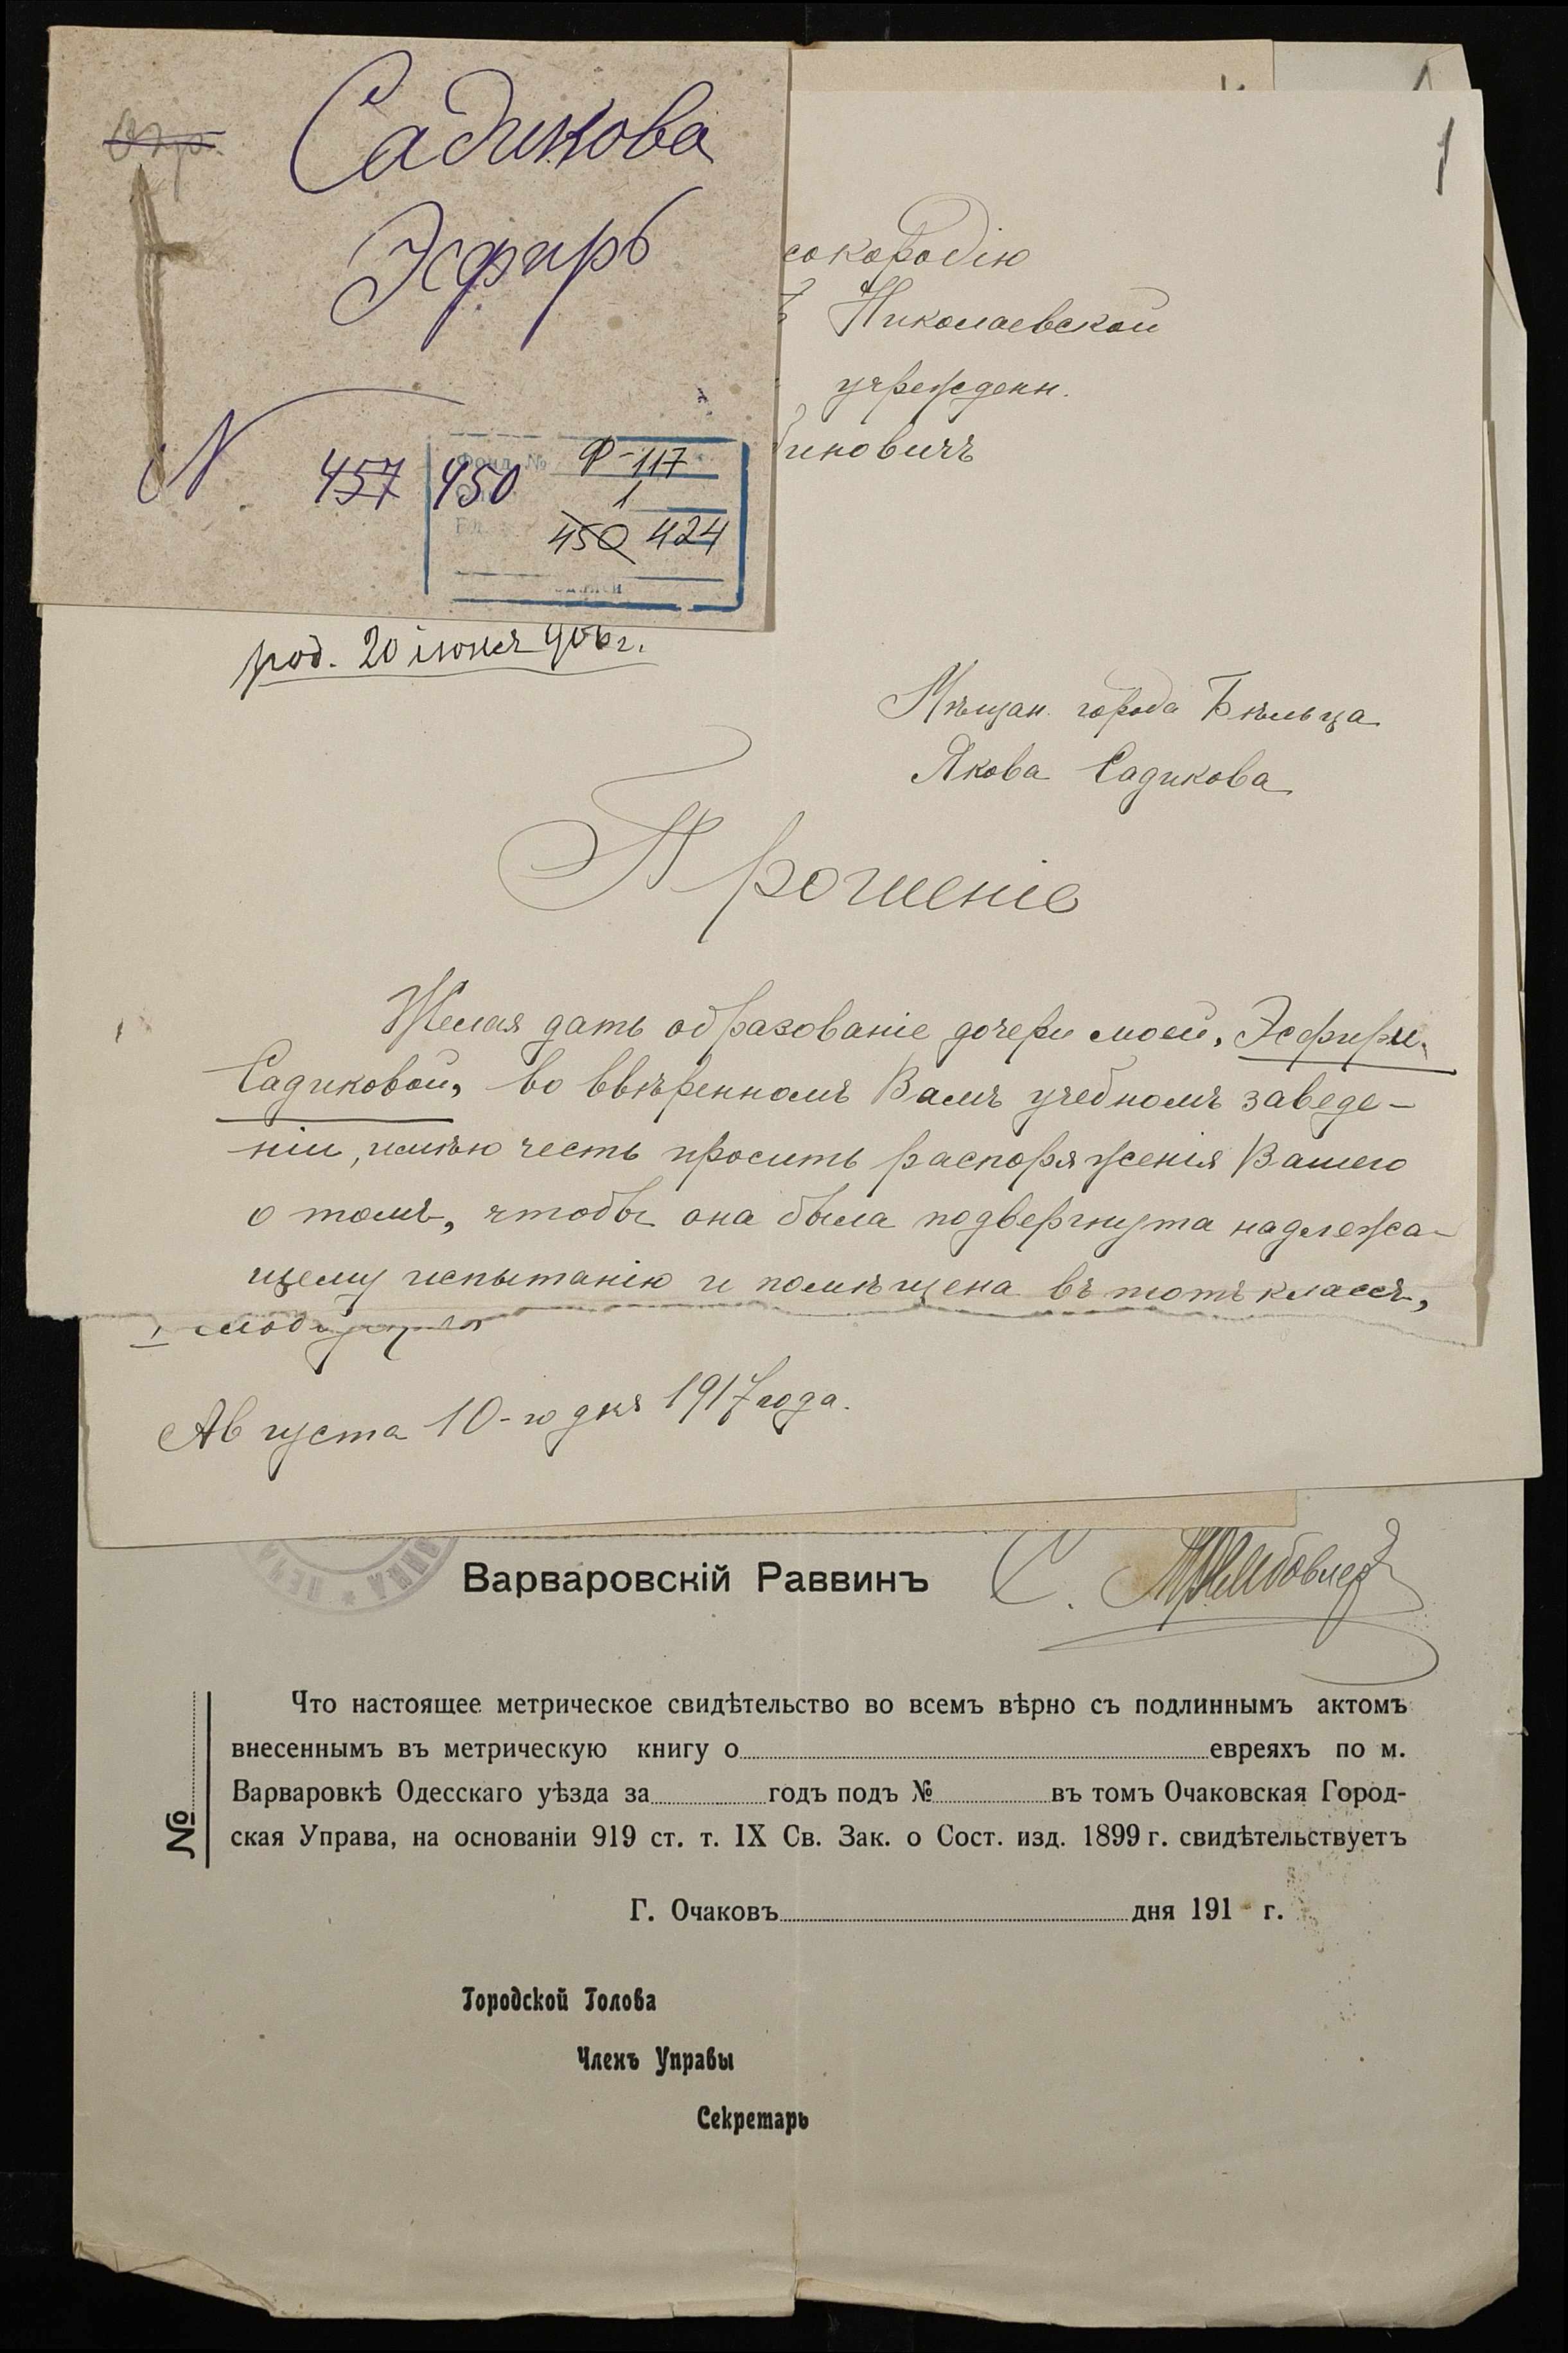 Садикова
Эсфирь
N 457 450
Фонд № Ф-117
1
450 424
1
сокородію
Николаевской
учрежденн.
иновичъ
род. 20 іюня 906 г.
Мѣщан. города Бѣльца
Якова Садикова
Прошеніе
Желая дать образованіе дочери моей, Эсфири
Садиковой, во ввѣренномъ Вамъ учебномъ заведе-
ніи, имѣю честь просить распоряженія Вашего
о томъ, чтобы она была подвергнута надлежа-
щему испытанію и помѣщена въ тотъ классъ,
Августа 10-го дня 1917 года.
Варваровскій Раввинъ С.
Что настоящее метрическое свидѣтельство во всемъ вѣрно съ подлиннымъ актомъ
внесеннымъ въ метрическую книгу о евреяхъ по м.
Варваровкѣ Одесскаго уѣзда за годъ подъ № въ томъ Очаковская Город-
ская Управа, на основаніи 919 ст. т. IX Св. Зак. о Сост. изд. 1899 г. свидѣтельствуетъ
№
Г. Очаковъ дня 191 г.
Городской Голова
Членъ Управы
Секретарь